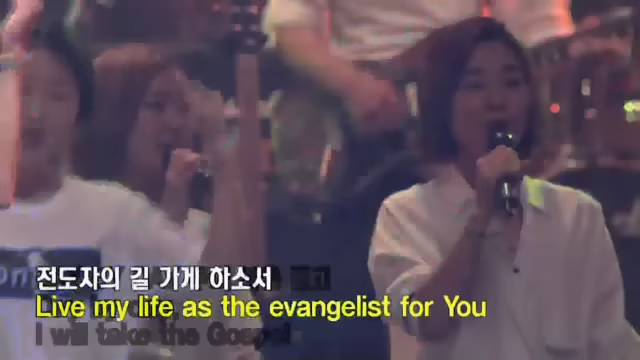 전도자의 길 가게 하소서
Live my life as the evangelist for You
I will take the Gospel